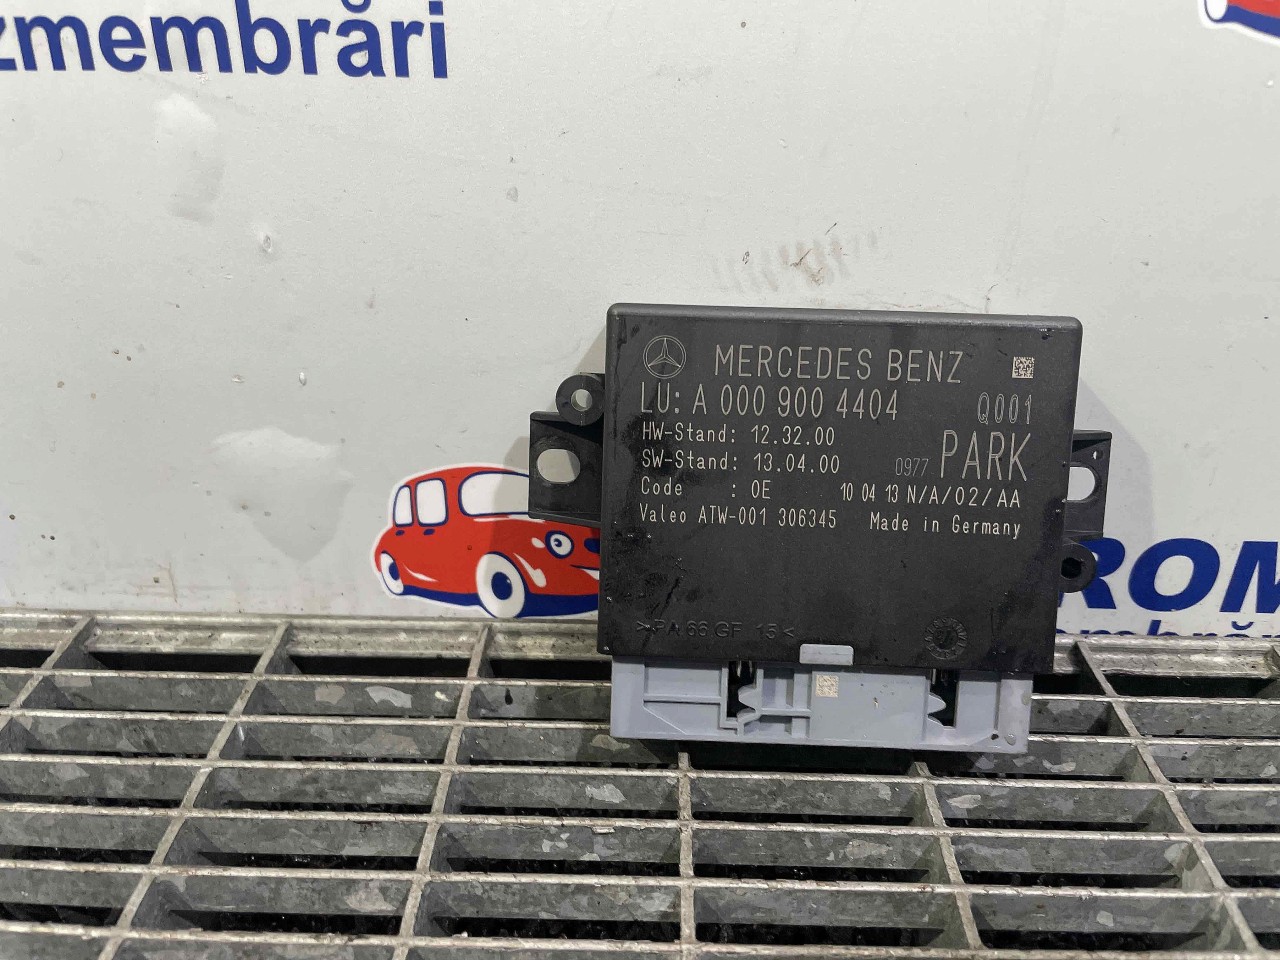 zmembrări
MERCEDES BENZ
LU: A 000 900 4404 Q001
HW-Stand: 12.32.00
SW-Stand: 13.04.00 0977 PARK
Code : 0E 10 04 13 N/A/02/AA
Valeo ATW-001 306345 Made in Germany
>PA 66 GF 15<
ROM
membră